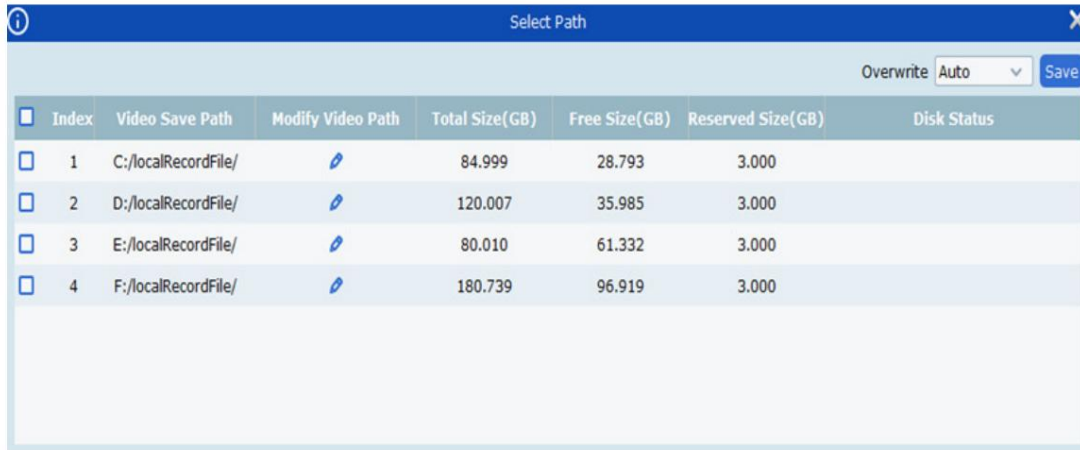 Select Path
Overwrite Auto Save
Index Video Save Path Modify Video Path Total Size(GB) Free Size(GB) Reserved Size(GB) Disk Status
1 C:/localRecordFile/ 84.999 28.793 3.000
2 D:/localRecordFile/ 120.007 35.985 3.000
3 E:/localRecordFile/ 80.010 61.332 3.000
4 F:/localRecordFile/ 180.739 96.919 3.000